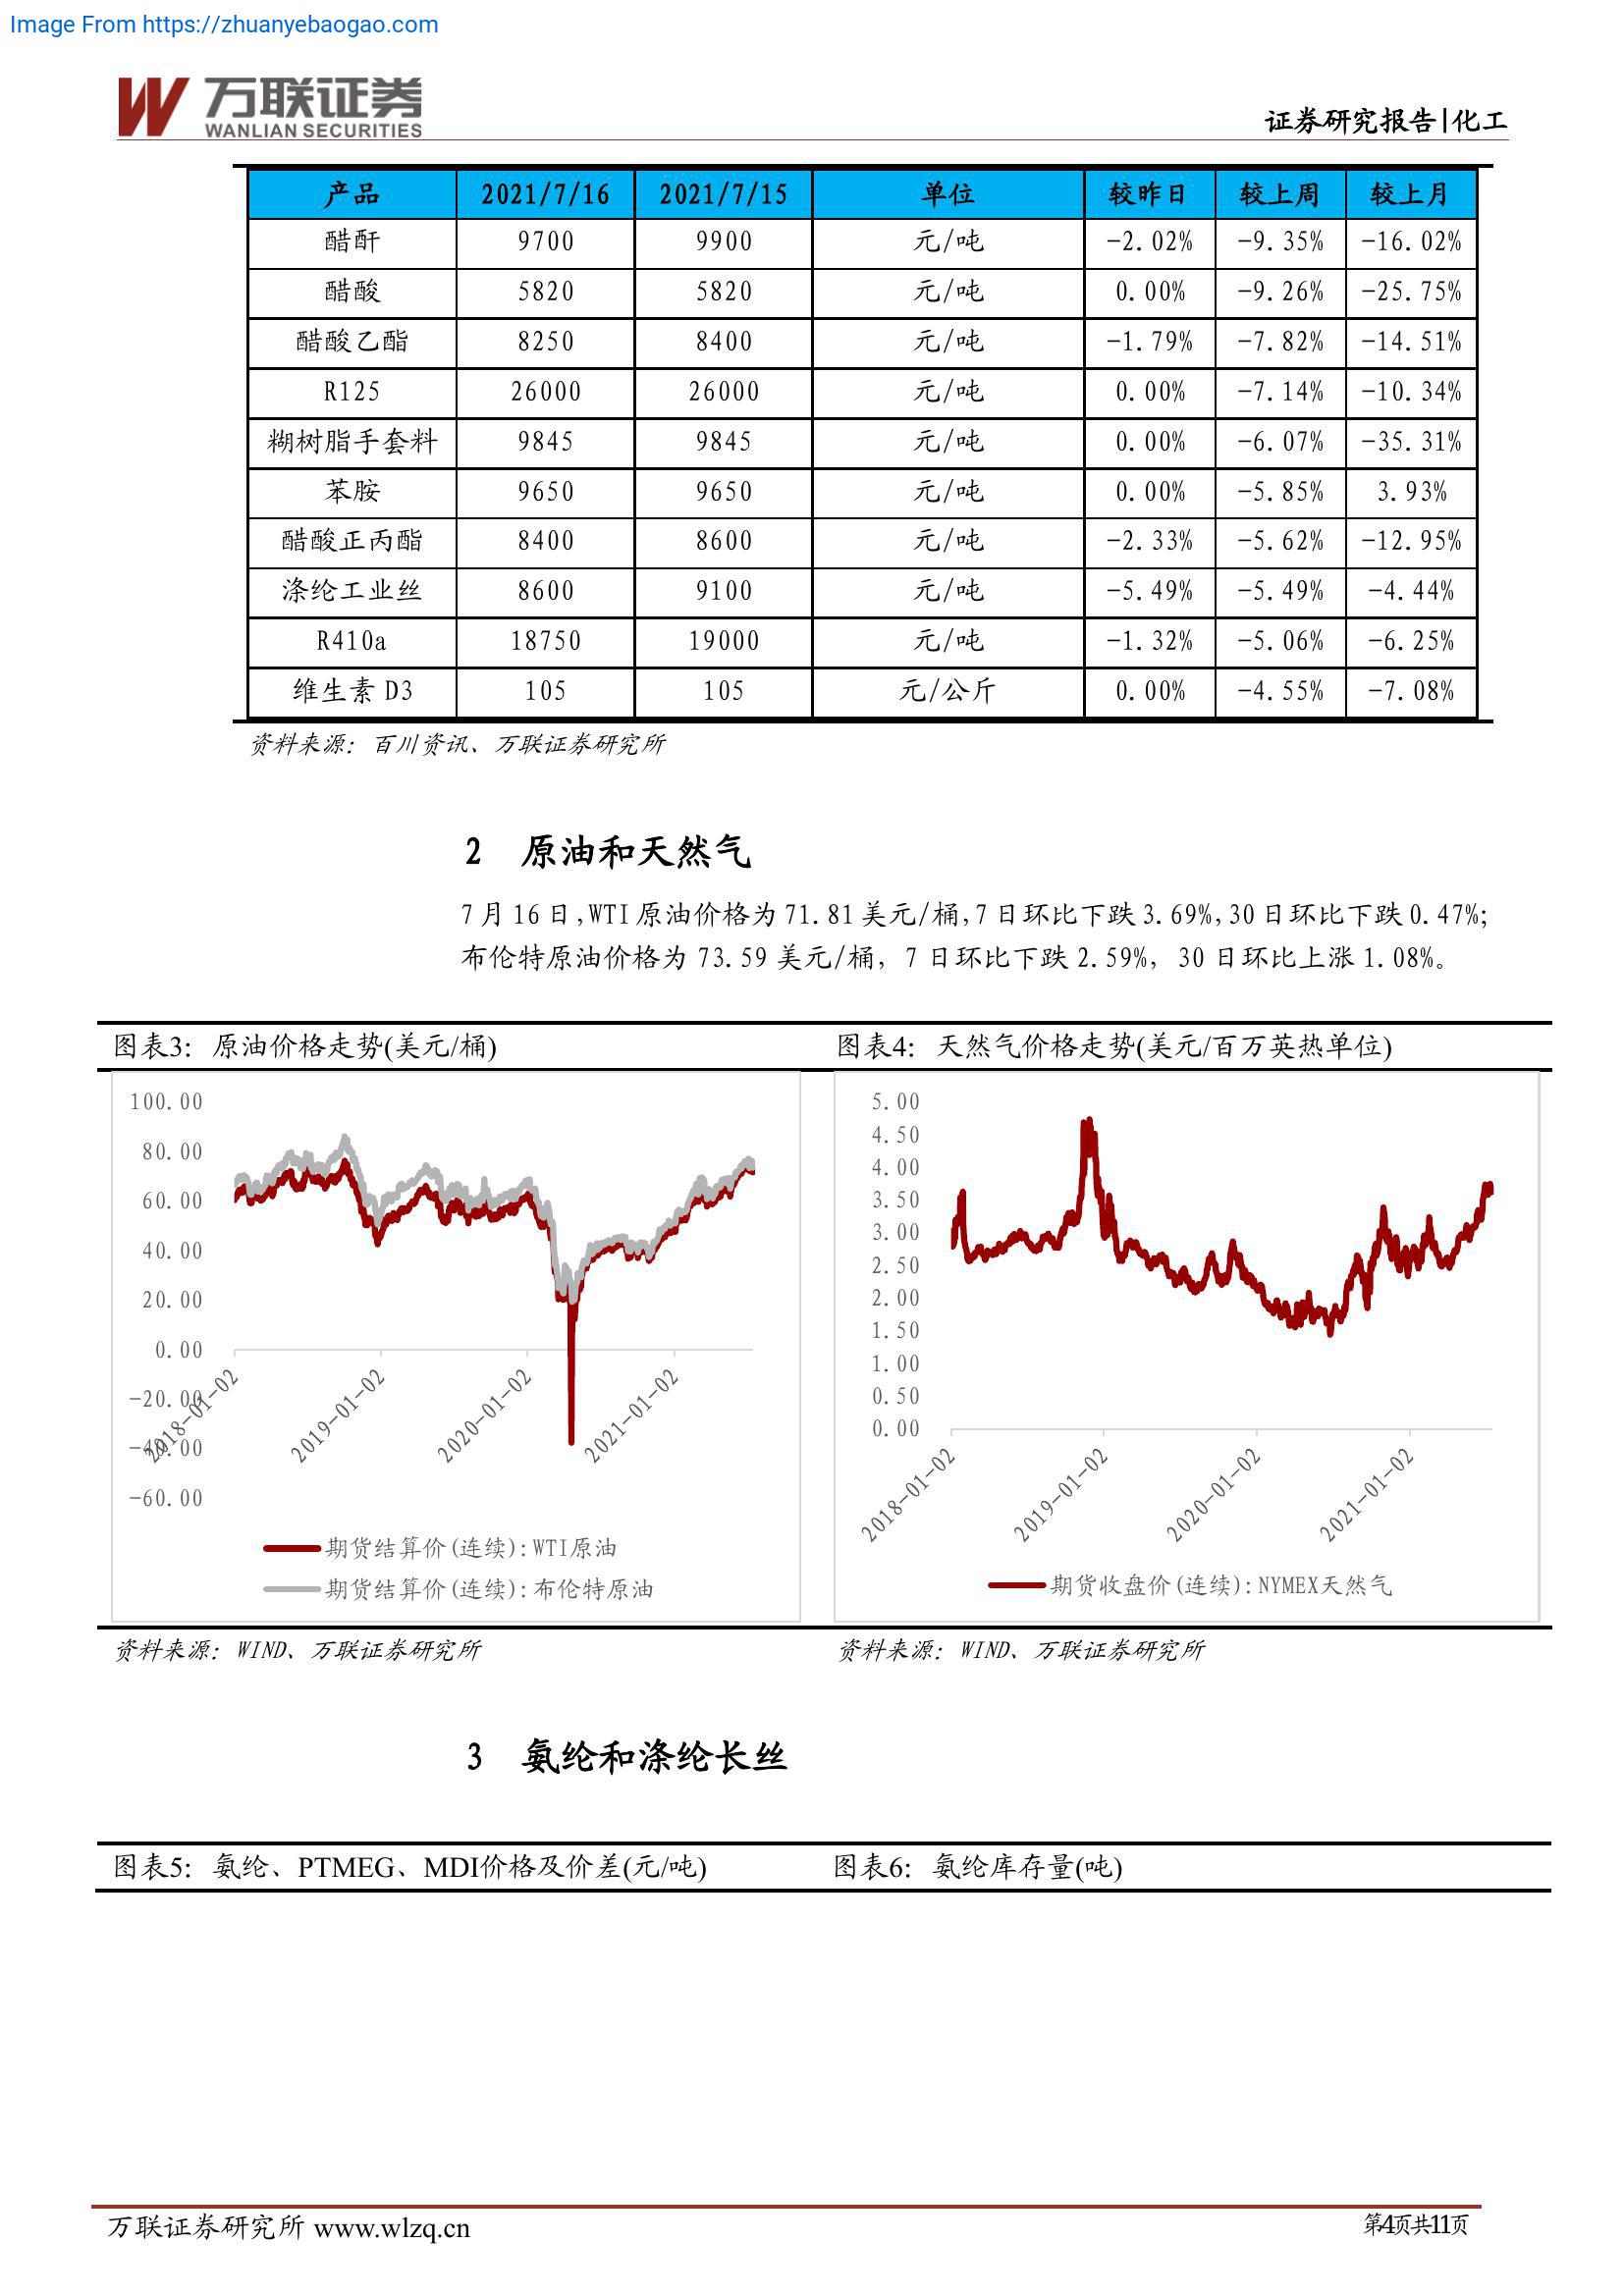 Image From https://zhuanyebaogao.com
万联证券
WANLIAN SECURITIES
证券研究报告|化工
产品 2021/7/16 2021/7/15 单位 较昨日 较上周 较上月
醋酐 9700 9900 元/吨 -2.02% -9.35% -16.02%
醋酸 5820 5820 元/吨 0.00% -9.26% -25.75%
醋酸乙酯 8250 8400 元/吨 -1.79% -7.82% -14.51%
R125 26000 26000 元/吨 0.00% -7.14% -10.34%
糊树脂手套料 9845 9845 元/吨 0.00% -6.07% -35.31%
苯胺 9650 9650 元/吨 0.00% -5.85% 3.93%
醋酸正丙酯 8400 8600 元/吨 -2.33% -5.62% -12.95%
涤纶工业丝 8600 9100 元/吨 -5.49% -5.49% -4.44%
R410a 18750 19000 元/吨 -1.32% -5.06% -6.25%
维生素 D3 105 105 元/公斤 0.00% -4.55% -7.08%
资料来源：百川资讯、万联证券研究所
2 原油和天然气
7 月 16 日,WTI 原油价格为 71.81 美元/桶,7 日环比下跌 3.69%,30 日环比下跌 0.47%;
布伦特原油价格为 73.59 美元/桶，7 日环比下跌 2.59%，30 日环比上涨 1.08%。
图表3：原油价格走势(美元/桶)
100.00
80.00
60.00
40.00
20.00
0.00
-20.00
-40.00
-60.00
2018-01-02
2019-01-02
2020-01-02
2021-01-02
期货结算价(连续):WTI原油
期货结算价(连续):布伦特原油
资料来源：WIND、万联证券研究所
图表4：天然气价格走势(美元/百万英热单位)
5.00
4.50
4.00
3.50
3.00
2.50
2.00
1.50
1.00
0.50
0.00
2018-01-02
2019-01-02
2020-01-02
2021-01-02
期货收盘价(连续):NYMEX天然气
资料来源：WIND、万联证券研究所
3 氨纶和涤纶长丝
图表5：氨纶、PTMEG、MDI价格及价差(元/吨)
图表6：氨纶库存量(吨)
万联证券研究所 www.wlzq.cn
第4页共11页